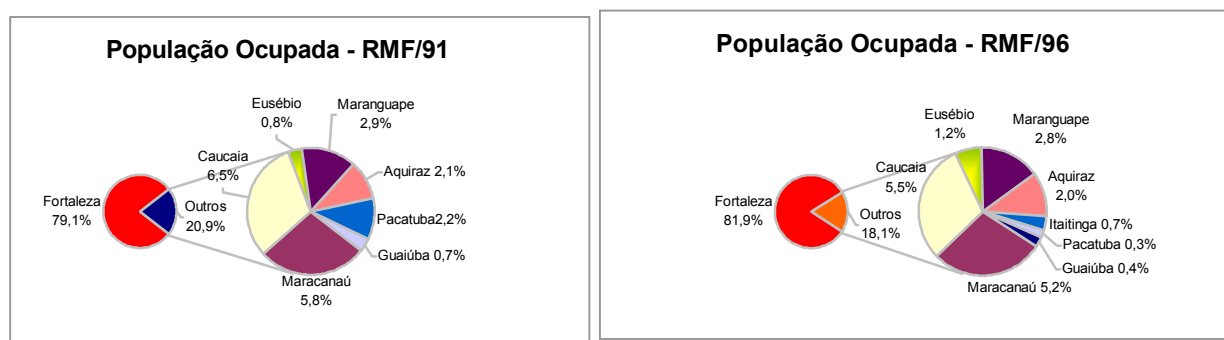 População Ocupada - RMF/91
Eusébio
0,8%
Maranguape
2,9%
Caucaia
6,5%
Aquiraz 2,1%
Fortaleza
79,1%
Outros
20,9%
Pacatuba2,2%
Guaiúba 0,7%
Maracanaú
5,8%
População Ocupada - RMF/96
Eusébio
1,2%
Maranguape
2,8%
Caucaia
5,5%
Aquiraz
2,0%
Fortaleza
81,9%
Outros
18,1%
Itaitinga 0,7%
Pacatuba 0,3%
Guaiúba 0,4%
Maracanaú 5,2%